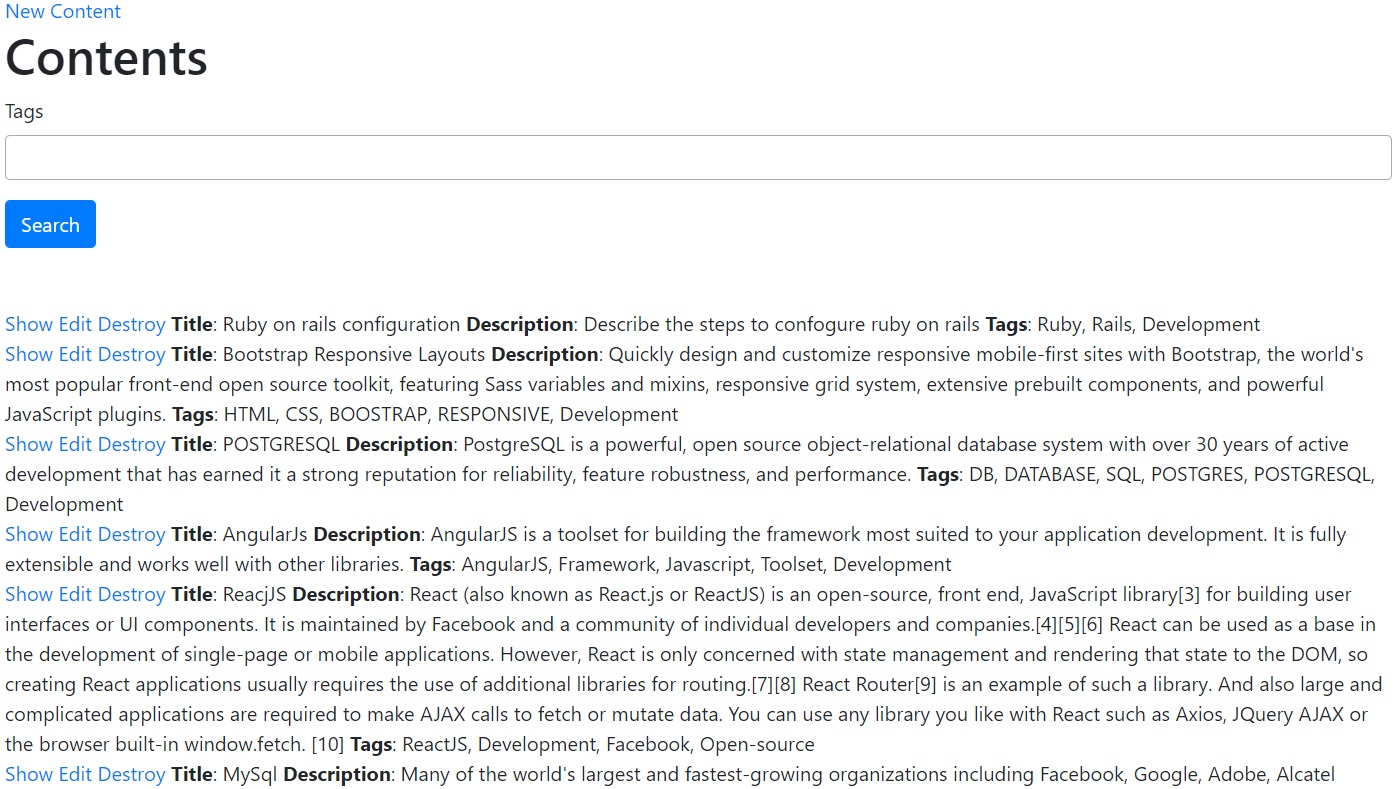 New Content
Contents
Tags
Search
Show Edit Destroy Title: Ruby on rails configuration Description: Describe the steps to confogure ruby on rails Tags: Ruby, Rails, Development
Show Edit Destroy Title: Bootstrap Responsive Layouts Description: Quickly design and customize responsive mobile-first sites with Bootstrap, the world's
most popular front-end open source toolkit, featuring Sass variables and mixins, responsive grid system, extensive prebuilt components, and powerful
JavaScript plugins. Tags: HTML, CSS, BOOSTRAP, RESPONSIVE, Development
Show Edit Destroy Title: POSTGRESQL Description: PostgreSQL is a powerful, open source object-relational database system with over 30 years of active
development that has earned it a strong reputation for reliability, feature robustness, and performance. Tags: DB, DATABASE, SQL, POSTGRES, POSTGRESQL,
Development
Show Edit Destroy Title: AngularJs Description: AngularJS is a toolset for building the framework most suited to your application development. It is fully
extensible and works well with other libraries. Tags: AngularJS, Framework, Javascript, Toolset, Development
Show Edit Destroy Title: ReacjJS Description: React (also known as React.js or ReactJS) is an open-source, front end, JavaScript library[3] for building user
interfaces or UI components. It is maintained by Facebook and a community of individual developers and companies.[4][5][6] React can be used as a base in
the development of single-page or mobile applications. However, React is only concerned with state management and rendering that state to the DOM, so
creating React applications usually requires the use of additional libraries for routing.[7][8] React Router[9] is an example of such a library. And also large and
complicated applications are required to make AJAX calls to fetch or mutate data. You can use any library you like with React such as Axios, JQuery AJAX or
the browser built-in window.fetch. [10] Tags: ReactJS, Development, Facebook, Open-source
Show Edit Destroy Title: MySql Description: Many of the world's largest and fastest-growing organizations including Facebook, Google, Adobe, Alcatel